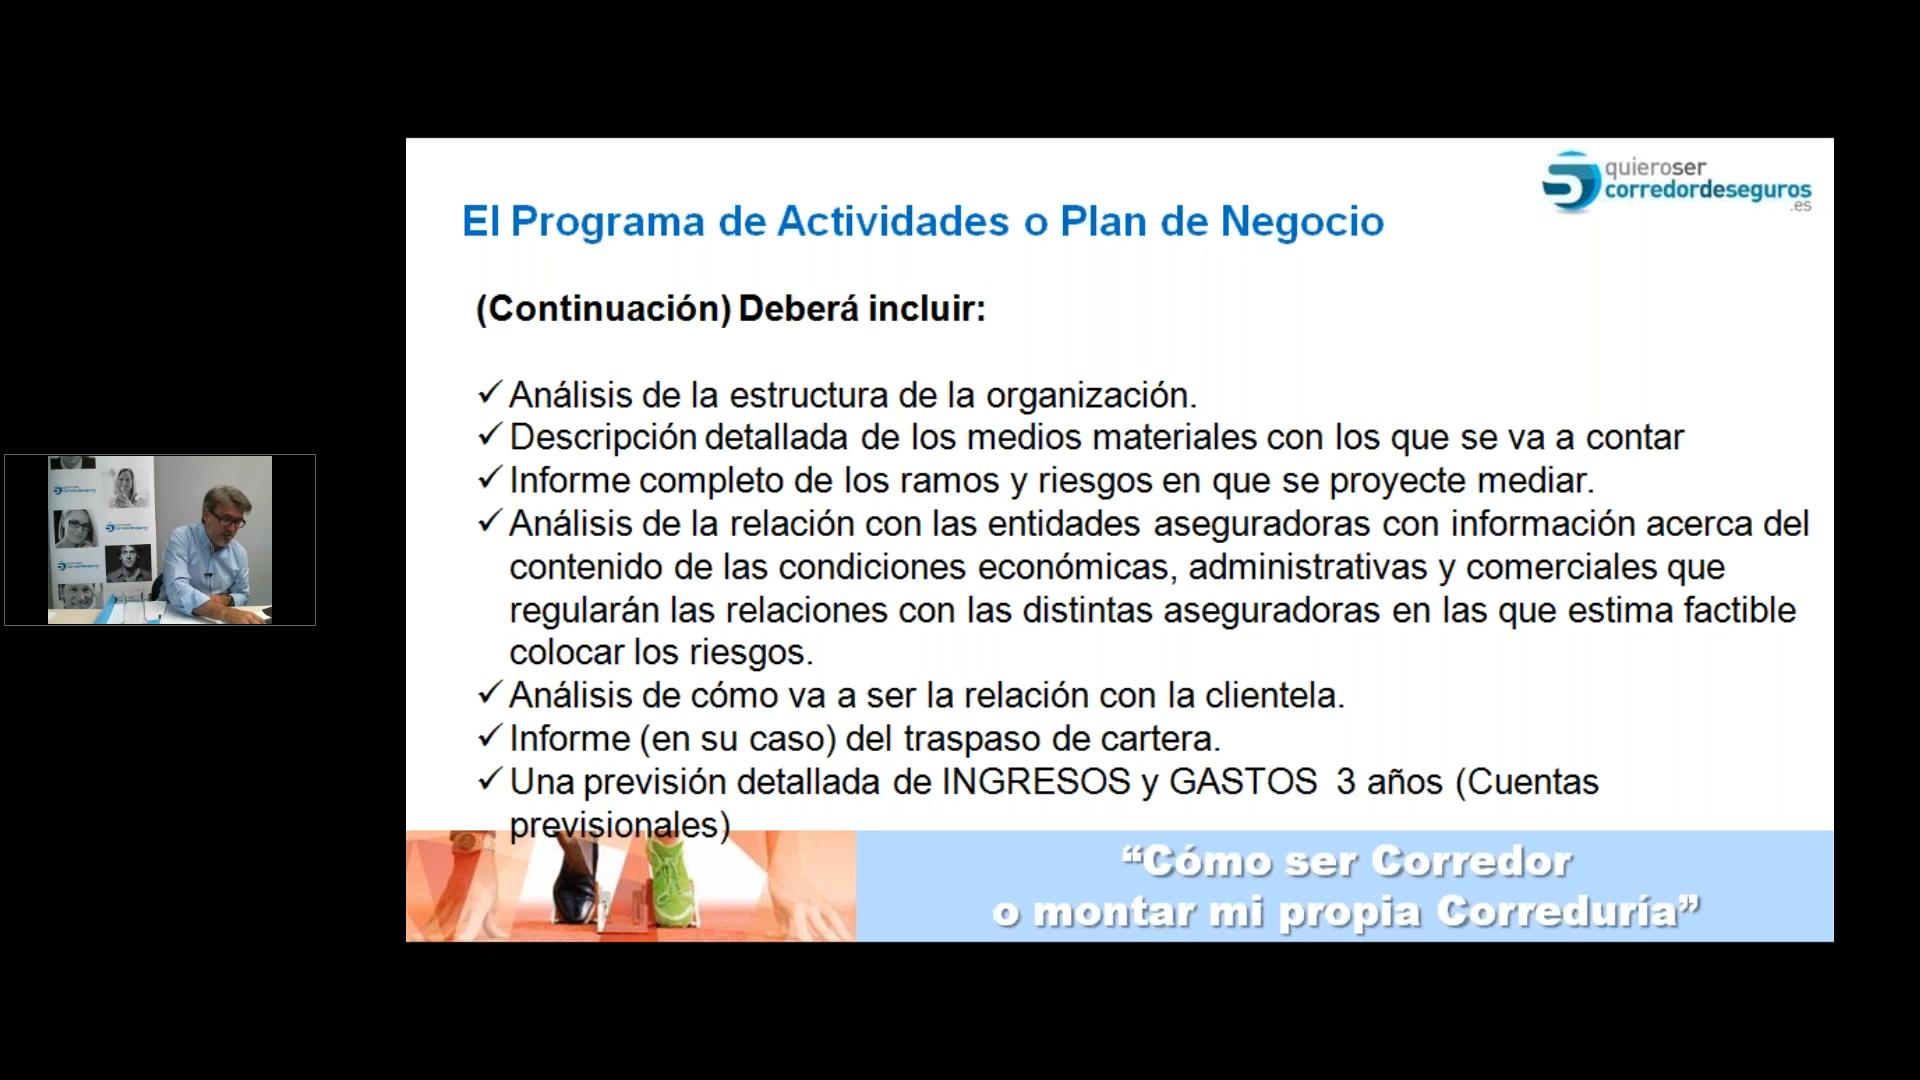 quieroser
corredordeseguros
.es
El Programa de Actividades o Plan de Negocio
(Continuación) Deberá incluir:
✓ Análisis de la estructura de la organización.
✓ Descripción detallada de los medios materiales con los que se va a contar
✓ Informe completo de los ramos y riesgos en que se proyecte mediar.
✓ Análisis de la relación con las entidades aseguradoras con información acerca del
contenido de las condiciones económicas, administrativas y comerciales que
regularán las relaciones con las distintas aseguradoras en las que estima factible
colocar los riesgos.
✓ Análisis de cómo va a ser la relación con la clientela.
✓ Informe (en su caso) del traspaso de cartera.
✓ Una previsión detallada de INGRESOS y GASTOS 3 años (Cuentas
previsionales)
“Cómo ser Corredor
o montar mi propia Correduría”